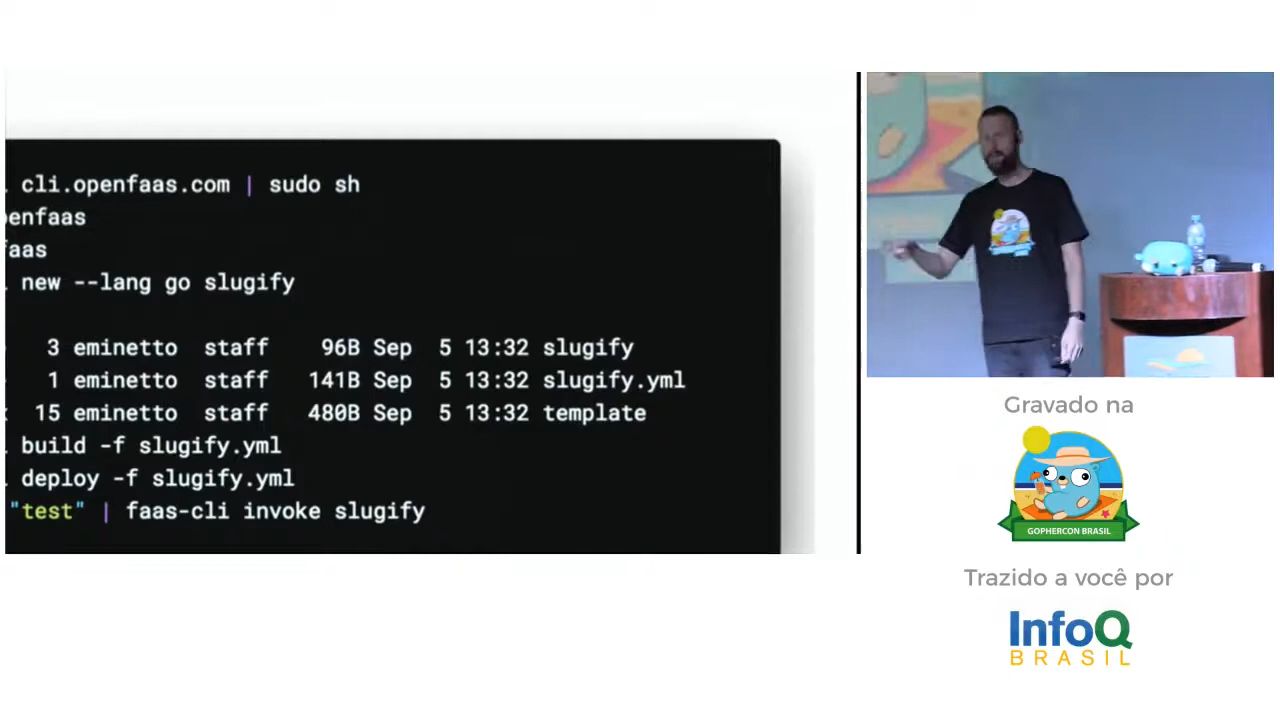 cli.openfaas.com | sudo sh
penfaas
faas
new --lang go slugify
3 eminetto staff 96B Sep 5 13:32 slugify
1 eminetto staff 141B Sep 5 13:32 slugify.yml
15 eminetto staff 480B Sep 5 13:32 template
build -f slugify.yml
deploy -f slugify.yml
"test" | faas-cli invoke slugify
Gravado na
GOPHERCON BRASIL
Trazido a você por
InfoQ
BRASIL